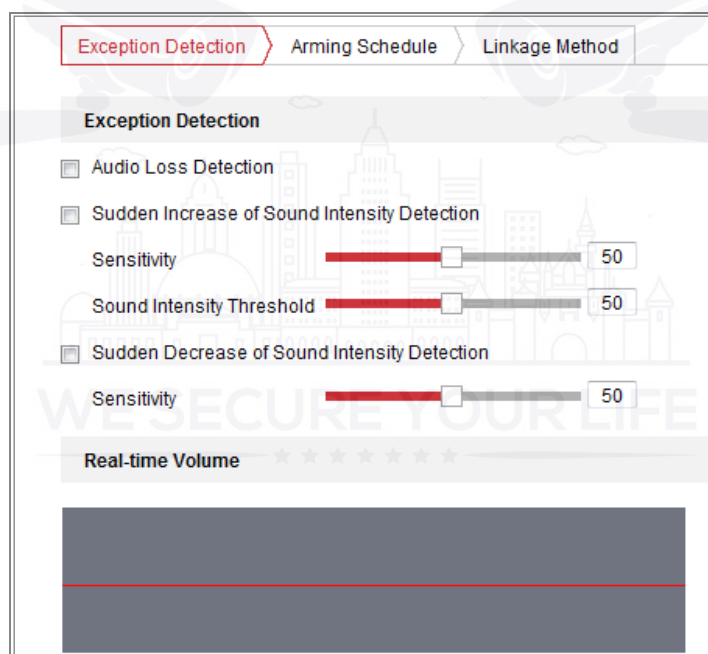 Exception Detection Arming Schedule Linkage Method
Exception Detection
Audio Loss Detection
Sudden Increase of Sound Intensity Detection
Sensitivity 50
Sound Intensity Threshold 50
Sudden Decrease of Sound Intensity Detection
Sensitivity 50
WE SECURE YOUR LIFE
Real-time Volume